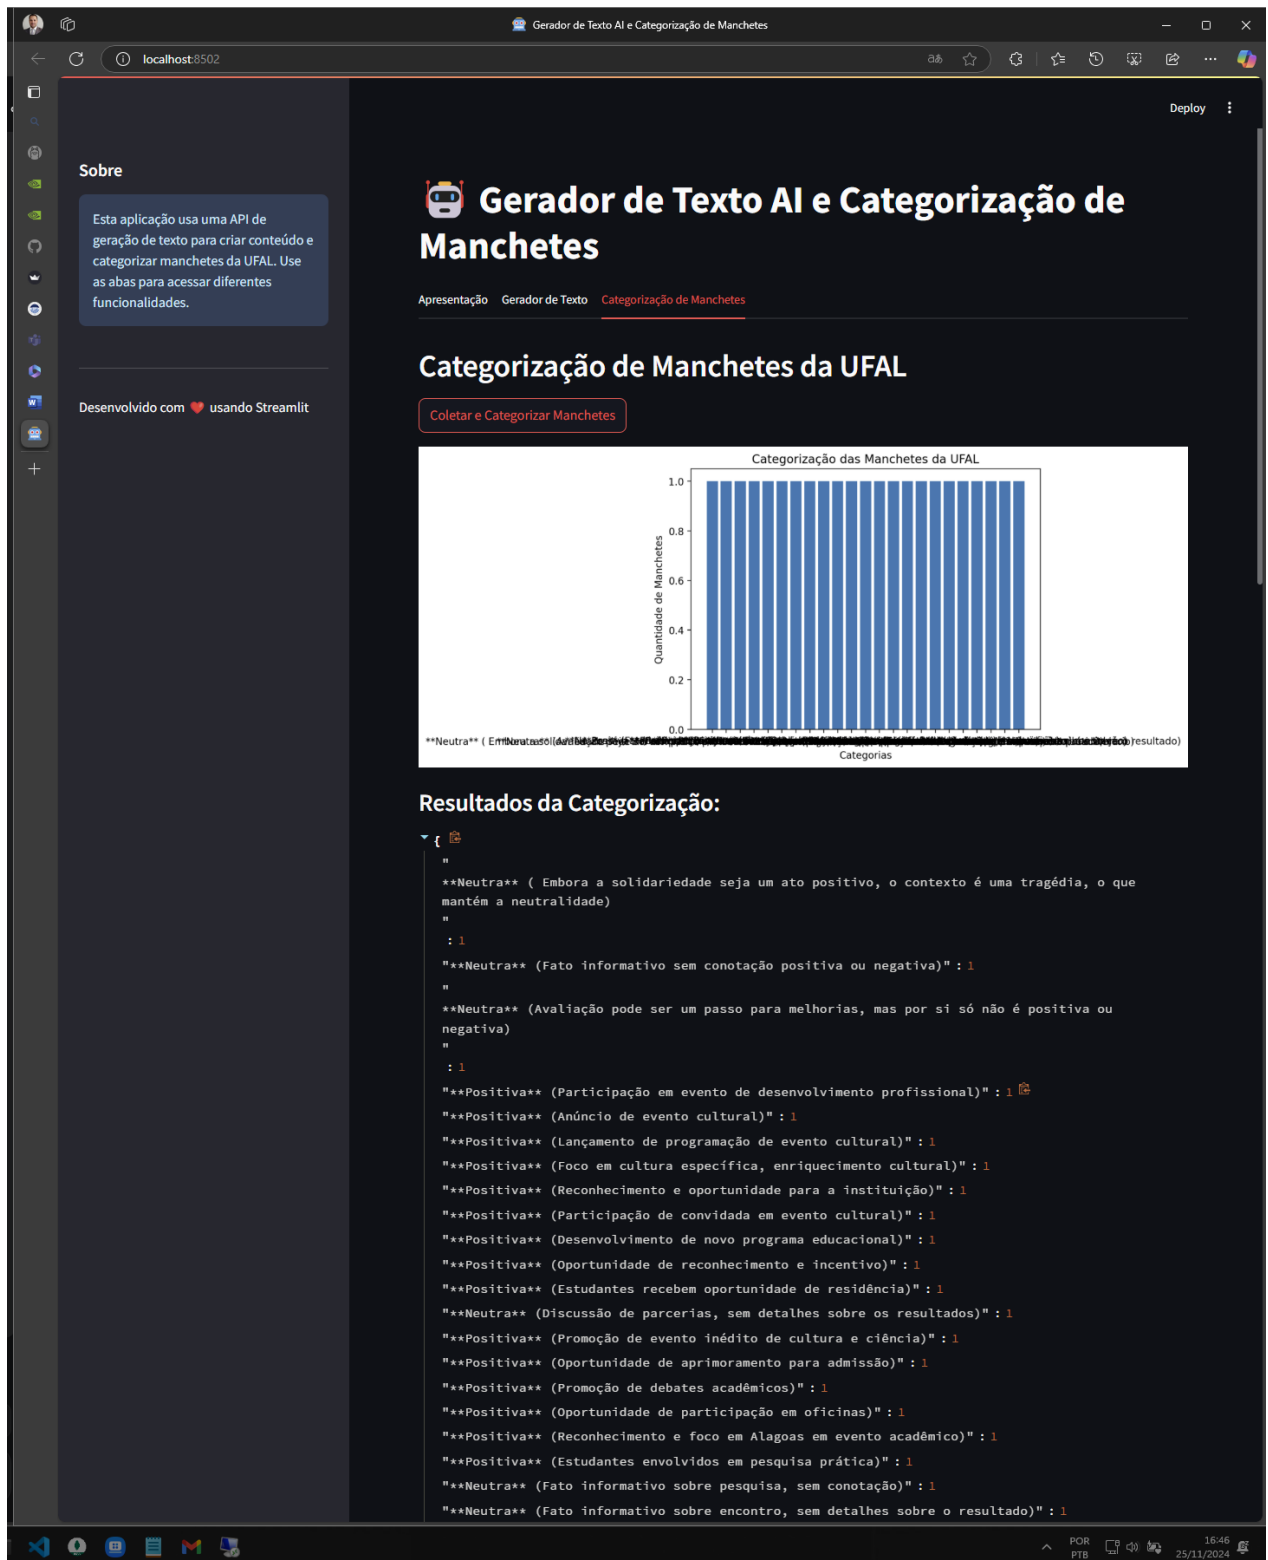 Gerador de Texto AI e Categorização de Manchetes
localhost:8502
Deploy
Sobre
Esta aplicação usa uma API de
geração de texto para criar conteúdo e
categorizar manchetes da UFAL. Use
as abas para acessar diferentes
funcionalidades.
Desenvolvido com ❤️ usando Streamlit
Gerador de Texto AI e Categorização de
Manchetes
Apresentação Gerador de Texto Categorização de Manchetes
Categorização de Manchetes da UFAL
Coletar e Categorizar Manchetes
Categorização das Manchetes da UFAL
1.0
0.8
0.6
0.4
0.2
0.0
Quantidade de Manchetes
**Neutra** ( resultado)
Categorias
Resultados da Categorização:
{
"
**Neutra** ( Embora a solidariedade seja um ato positivo, o contexto é uma tragédia, o que
mantém a neutralidade)
"
: 1
"**Neutra** (Fato informativo sem conotação positiva ou negativa)" : 1
"
**Neutra** (Avaliação pode ser um passo para melhorias, mas por si só não é positiva ou
negativa)
"
: 1
"**Positiva** (Participação em evento de desenvolvimento profissional)" : 1
"**Positiva** (Anúncio de evento cultural)" : 1
"**Positiva** (Lançamento de programação de evento cultural)" : 1
"**Positiva** (Foco em cultura específica, enriquecimento cultural)" : 1
"**Positiva** (Reconhecimento e oportunidade para a instituição)" : 1
"**Positiva** (Participação de convidada em evento cultural)" : 1
"**Positiva** (Desenvolvimento de novo programa educacional)" : 1
"**Positiva** (Oportunidade de reconhecimento e incentivo)" : 1
"**Positiva** (Estudantes recebem oportunidade de residência)" : 1
"**Neutra** (Discussão de parcerias, sem detalhes sobre os resultados)" : 1
"**Positiva** (Promoção de evento inédito de cultura e ciência)" : 1
"**Positiva** (Oportunidade de aprimoramento para admissão)" : 1
"**Positiva** (Promoção de debates acadêmicos)" : 1
"**Positiva** (Oportunidade de participação em oficinas)" : 1
"**Positiva** (Reconhecimento e foco em Alagoas em evento acadêmico)" : 1
"**Positiva** (Estudantes envolvidos em pesquisa prática)" : 1
"**Neutra** (Fato informativo sobre pesquisa, sem conotação)" : 1
"**Neutra** (Fato informativo sobre encontro, sem detalhes sobre o resultado)" : 1
POR
PTB
16:46
25/11/2024